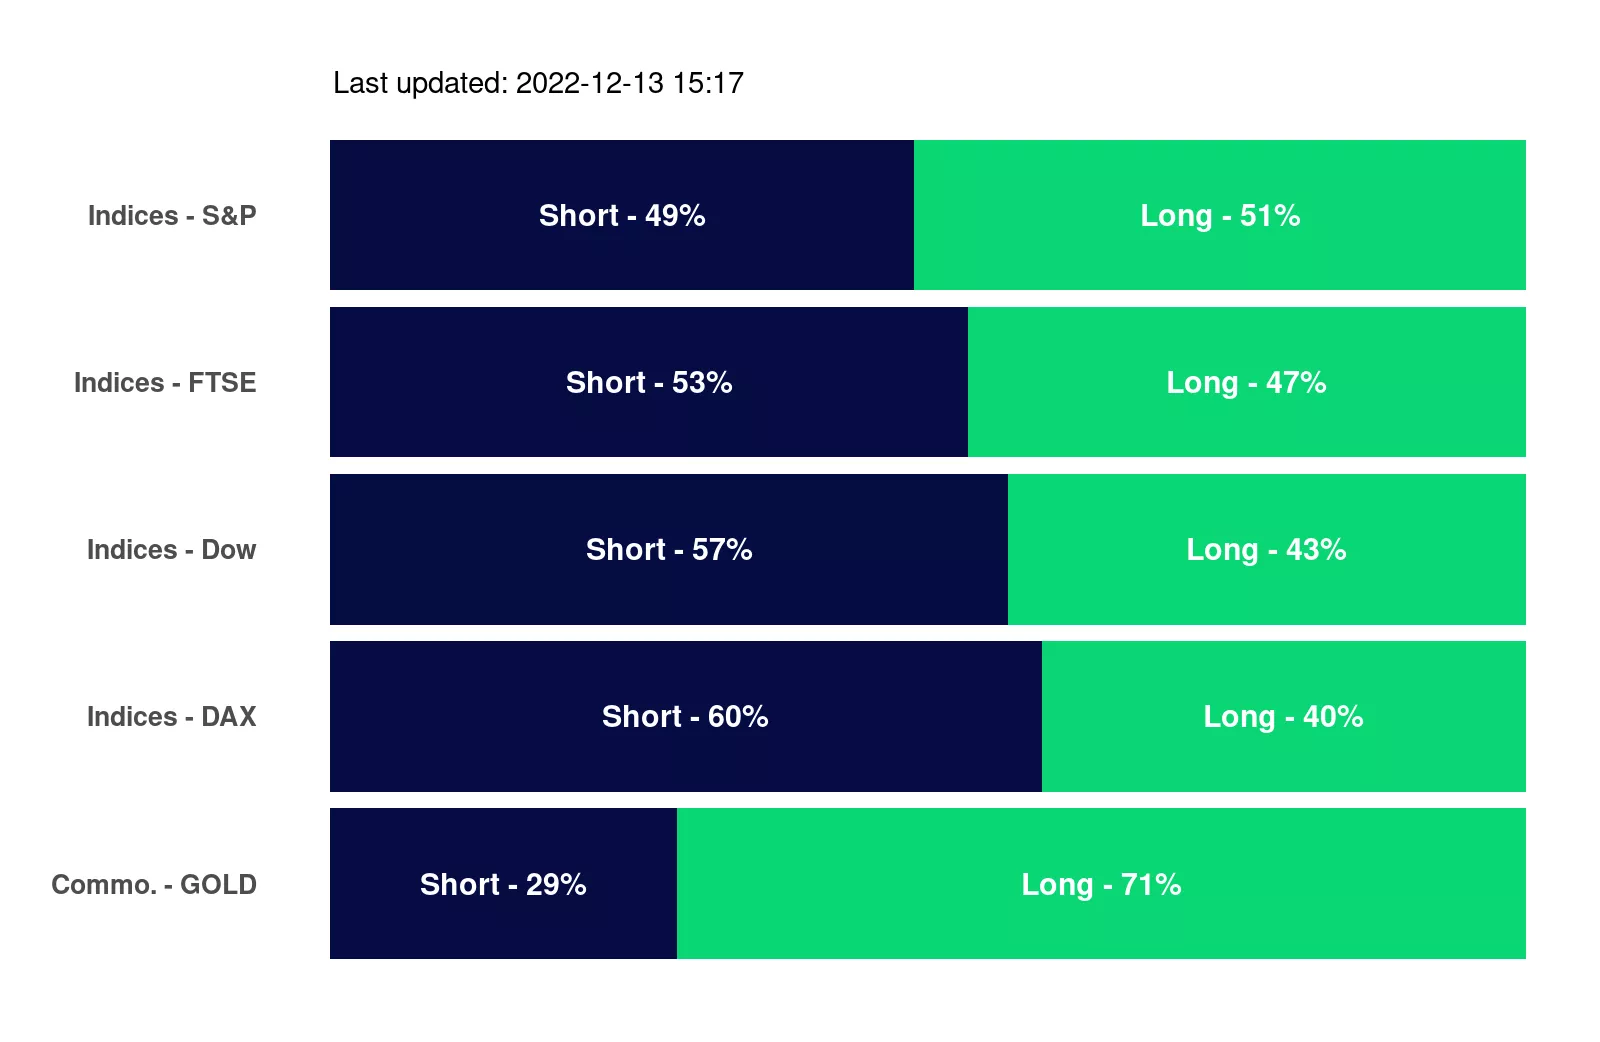 Last updated: 2022-12-13 15:17
Indices - S&P Short - 49% Long - 51%
Indices - FTSE Short - 53% Long - 47%
Indices - Dow Short - 57% Long - 43%
Indices - DAX Short - 60% Long - 40%
Commo. - GOLD Short - 29% Long - 71%